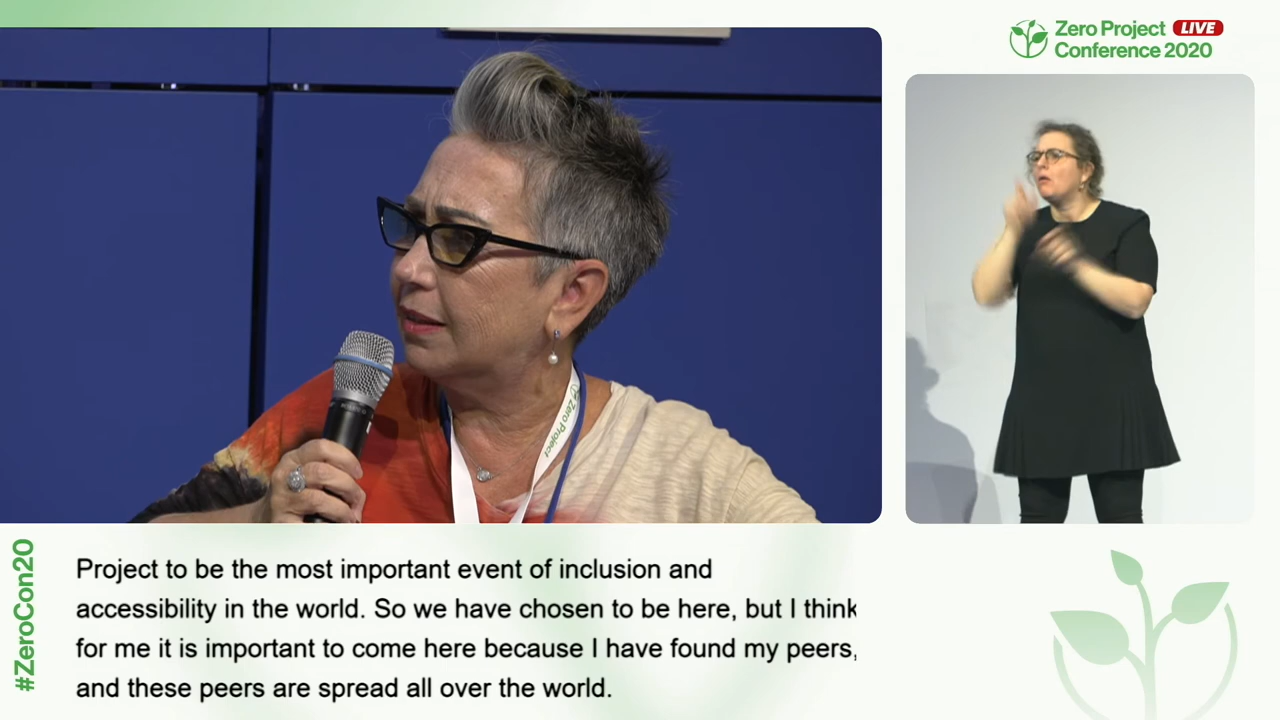 Zero Project LIVE
Conference 2020
Zero Project
#ZeroCon20
Project to be the most important event of inclusion and
accessibility in the world. So we have chosen to be here, but I think
for me it is important to come here because I have found my peers,
and these peers are spread all over the world.